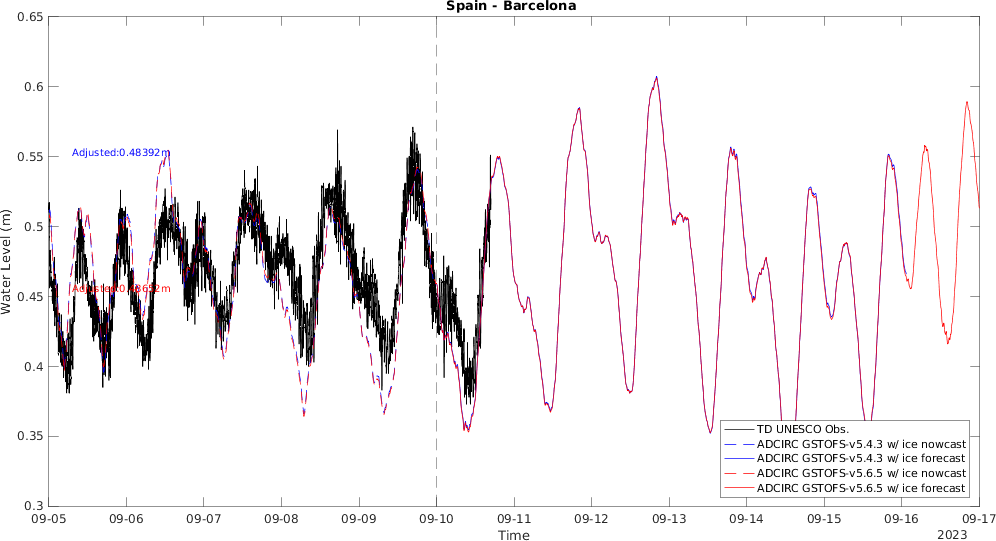 Spain - Barcelona
0.65
0.6
0.55
0.5
0.45
0.4
0.35
0.3
Water Level (m)
Adjusted:0.48392m
TD UNESCO Obs.
ADCIRC GSTOFS-v5.4.3 w/ ice nowcast
ADCIRC GSTOFS-v5.4.3 w/ ice forecast
ADCIRC GSTOFS-v5.6.5 w/ ice nowcast
ADCIRC GSTOFS-v5.6.5 w/ ice forecast
09-05 09-06 09-07 09-08 09-09 09-10 09-11 09-12 09-13 09-14 09-15 09-16 09-17
Time
2023